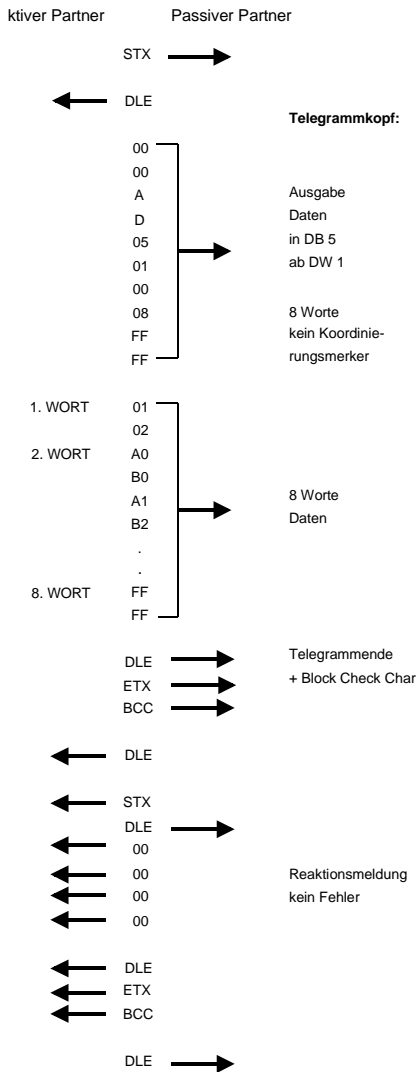 ktiver Partner Passiver Partner
STX
DLE
Telegrammkopf:
00
00
A Ausgabe
D Daten
05 in DB 5
01 ab DW 1
00
08 8 Worte
FF kein Koordinie-
FF rungsmerker
1. WORT 01
02
2. WORT A0
B0
A1 8 Worte
B2 Daten
.
.
8. WORT FF
FF
DLE Telegrammende
ETX + Block Check Char
BCC
DLE
STX
DLE
00
00 Reaktionsmeldung
00 kein Fehler
00
DLE
ETX
BCC
DLE